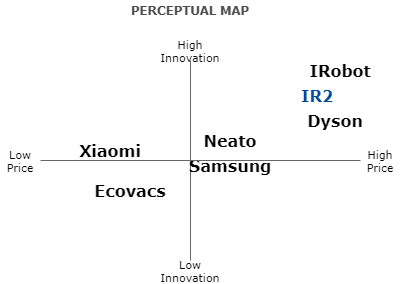 PERCEPTUAL MAP
High
Innovation
IRobot
IR2
Dyson
Neato
Xiaomi
Low
Price
High
Price
Samsung
Ecovacs
Low
Innovation